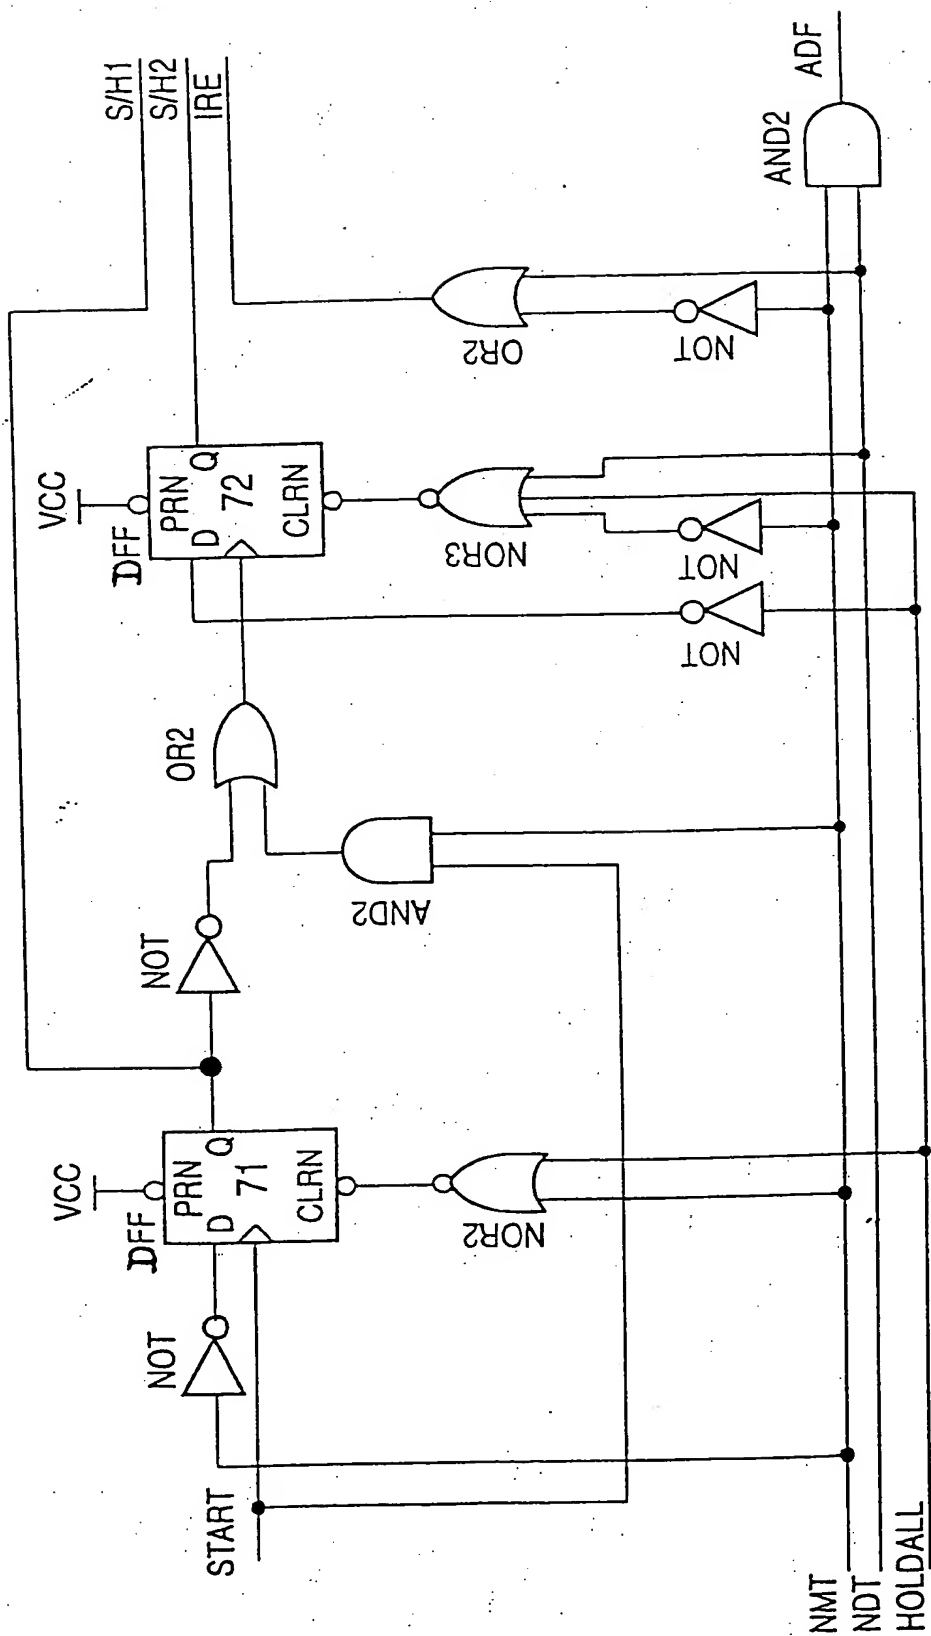 S/H1
S/H2
IRE
VCC
DFF
PRN
D
Q
72
CLRN
OR2
NOT
NOT
AND2
NOR3
NOT
NOT
OR2
NOT
AND2
ADF
VCC
DFF
PRN
D
Q
71
CLRN
NOT
NOR2
START
NMT
NDT
HOLDALL